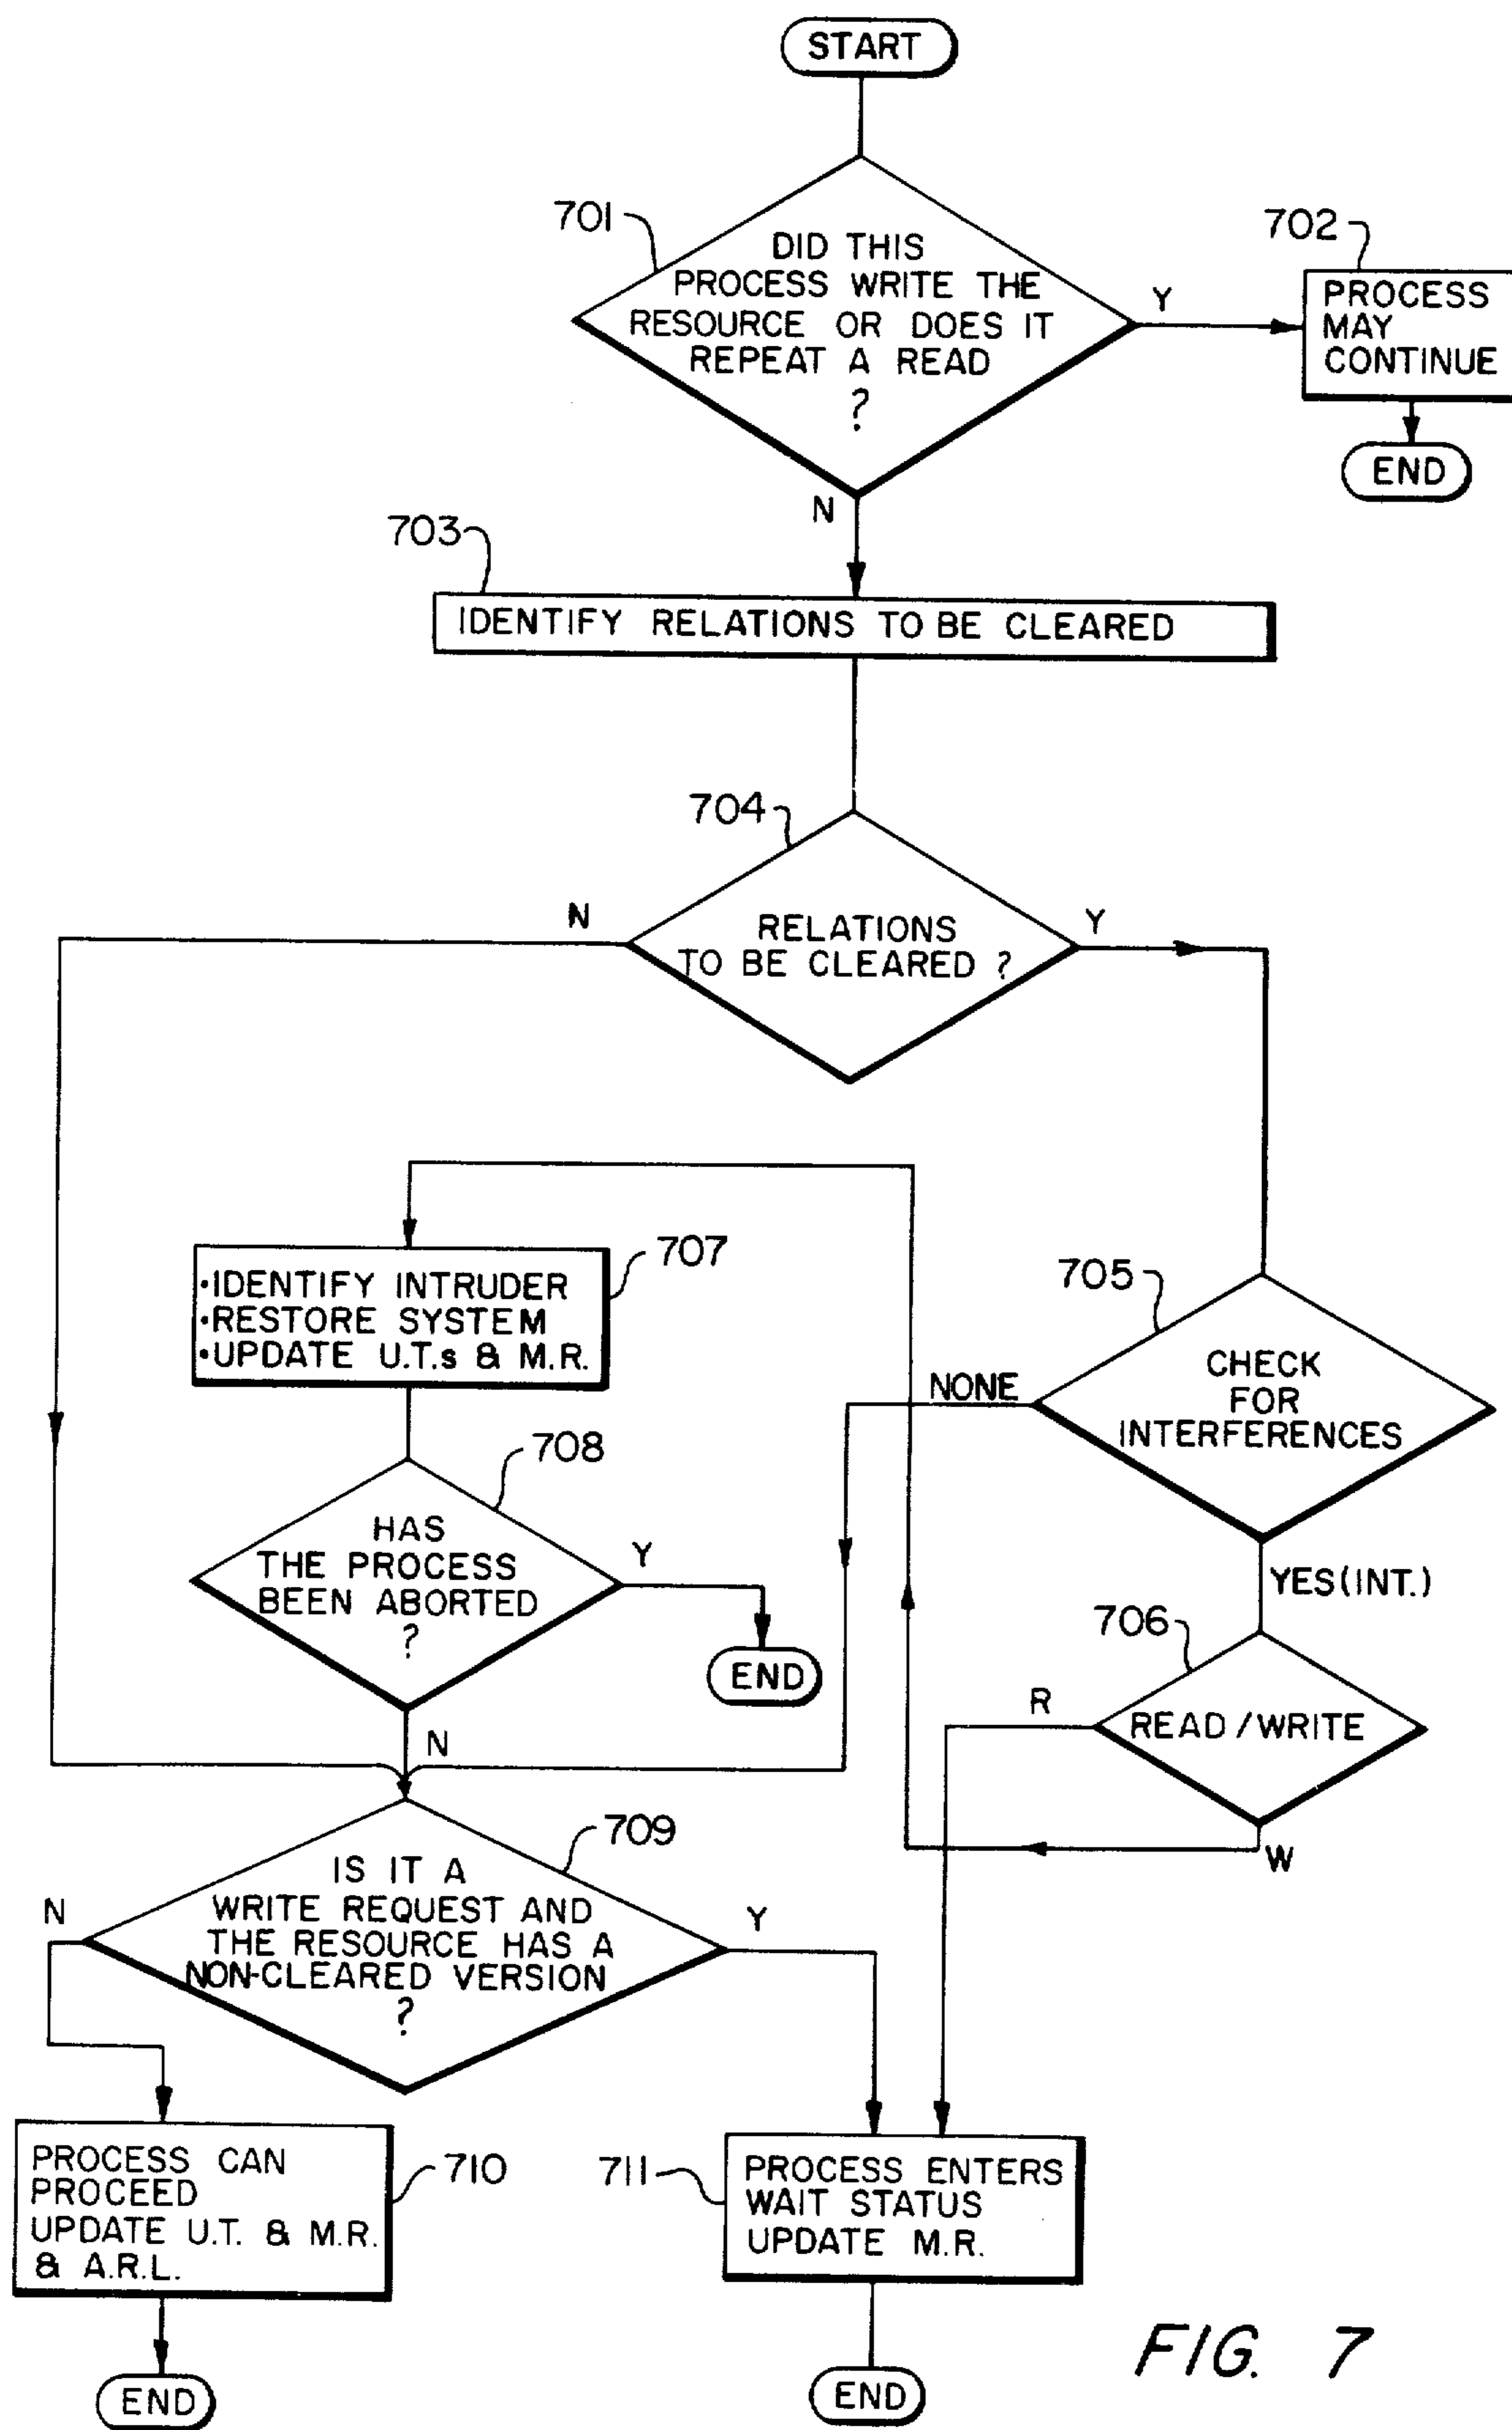 START
701
DID THIS
PROCESS WRITE THE
RESOURCE OR DOES IT
REPEAT A READ
?
Y
702
PROCESS
MAY
CONTINUE
END
N
703
IDENTIFY RELATIONS TO BE CLEARED
704
RELATIONS
TO BE CLEARED ?
N
Y
707
•IDENTIFY INTRUDER
•RESTORE SYSTEM
•UPDATE U.T.s & M.R.
705
CHECK
FOR
INTERFERENCES
NONE
YES(INT.)
708
HAS
THE PROCESS
BEEN ABORTED
?
Y
END
N
706
READ/WRITE
R
W
709
IS IT A
WRITE REQUEST AND
THE RESOURCE HAS A
NON-CLEARED VERSION
?
N
Y
PROCESS CAN
PROCEED
UPDATE U.T. & M.R.
& A.R.L.
710
END
711
PROCESS ENTERS
WAIT STATUS
UPDATE M.R.
END
FIG. 7